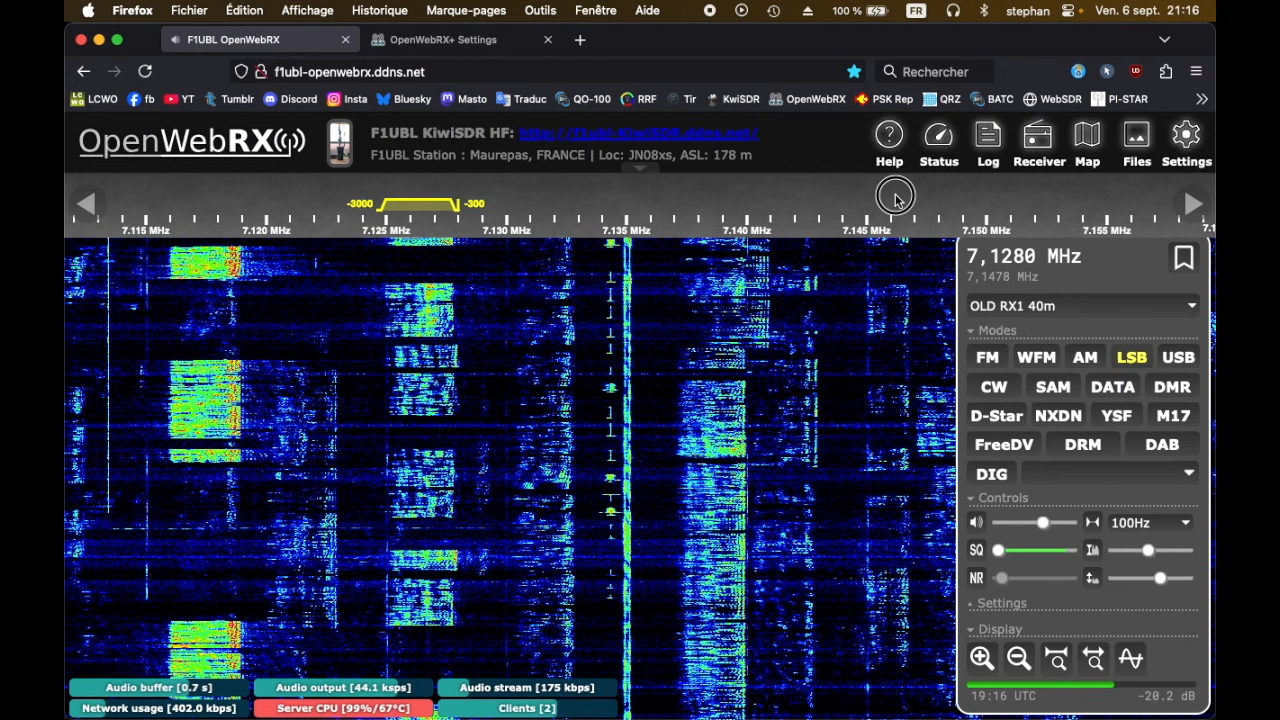 Firefox Fichier Édition Affichage Historique Marque-pages Outils Fenêtre Aide 100 % FR stephan Ven. 6 sept. 21:16
F1UBL OpenWebRX OpenWebRX+ Settings
f1ubl-openwebrx.ddns.net Rechercher
LCWO fb YT Tumblr Discord Insta Bluesky Masto Traduc QO-100 RRF Tir KwiSDR OpenWebRX PSK Rep QRZ BATC WebSDR PI-STAR
OpenWebRX
F1UBL KiwiSDR HF: http://f1ubl-kiwisdr.ddns.net/
F1UBL Station : Maurepas, FRANCE | Loc: JN08xs, ASL: 178 m
Help Status Log Receiver Map Files Settings
-3000 -300
7.115 MHz 7.120 MHz 7.125 MHz 7.130 MHz 7.135 MHz 7.140 MHz 7.145 MHz 7.150 MHz 7.155 MHz 7.1
7,1280 MHz
7,1478 MHz
OLD RX1 40m
Modes
FM WFM AM LSB USB
CW SAM DATA DMR
D-Star NXDN YSF M17
FreeDV DRM DAB
DIG
Controls
100Hz
SQ
NR
Settings
Display
19:16 UTC -20.2 dB
Audio buffer [0.7 s] Audio output [44.1 ksps] Audio stream [175 kbps]
Network usage [402.0 kbps] Server CPU [99%/67°C] Clients [2]